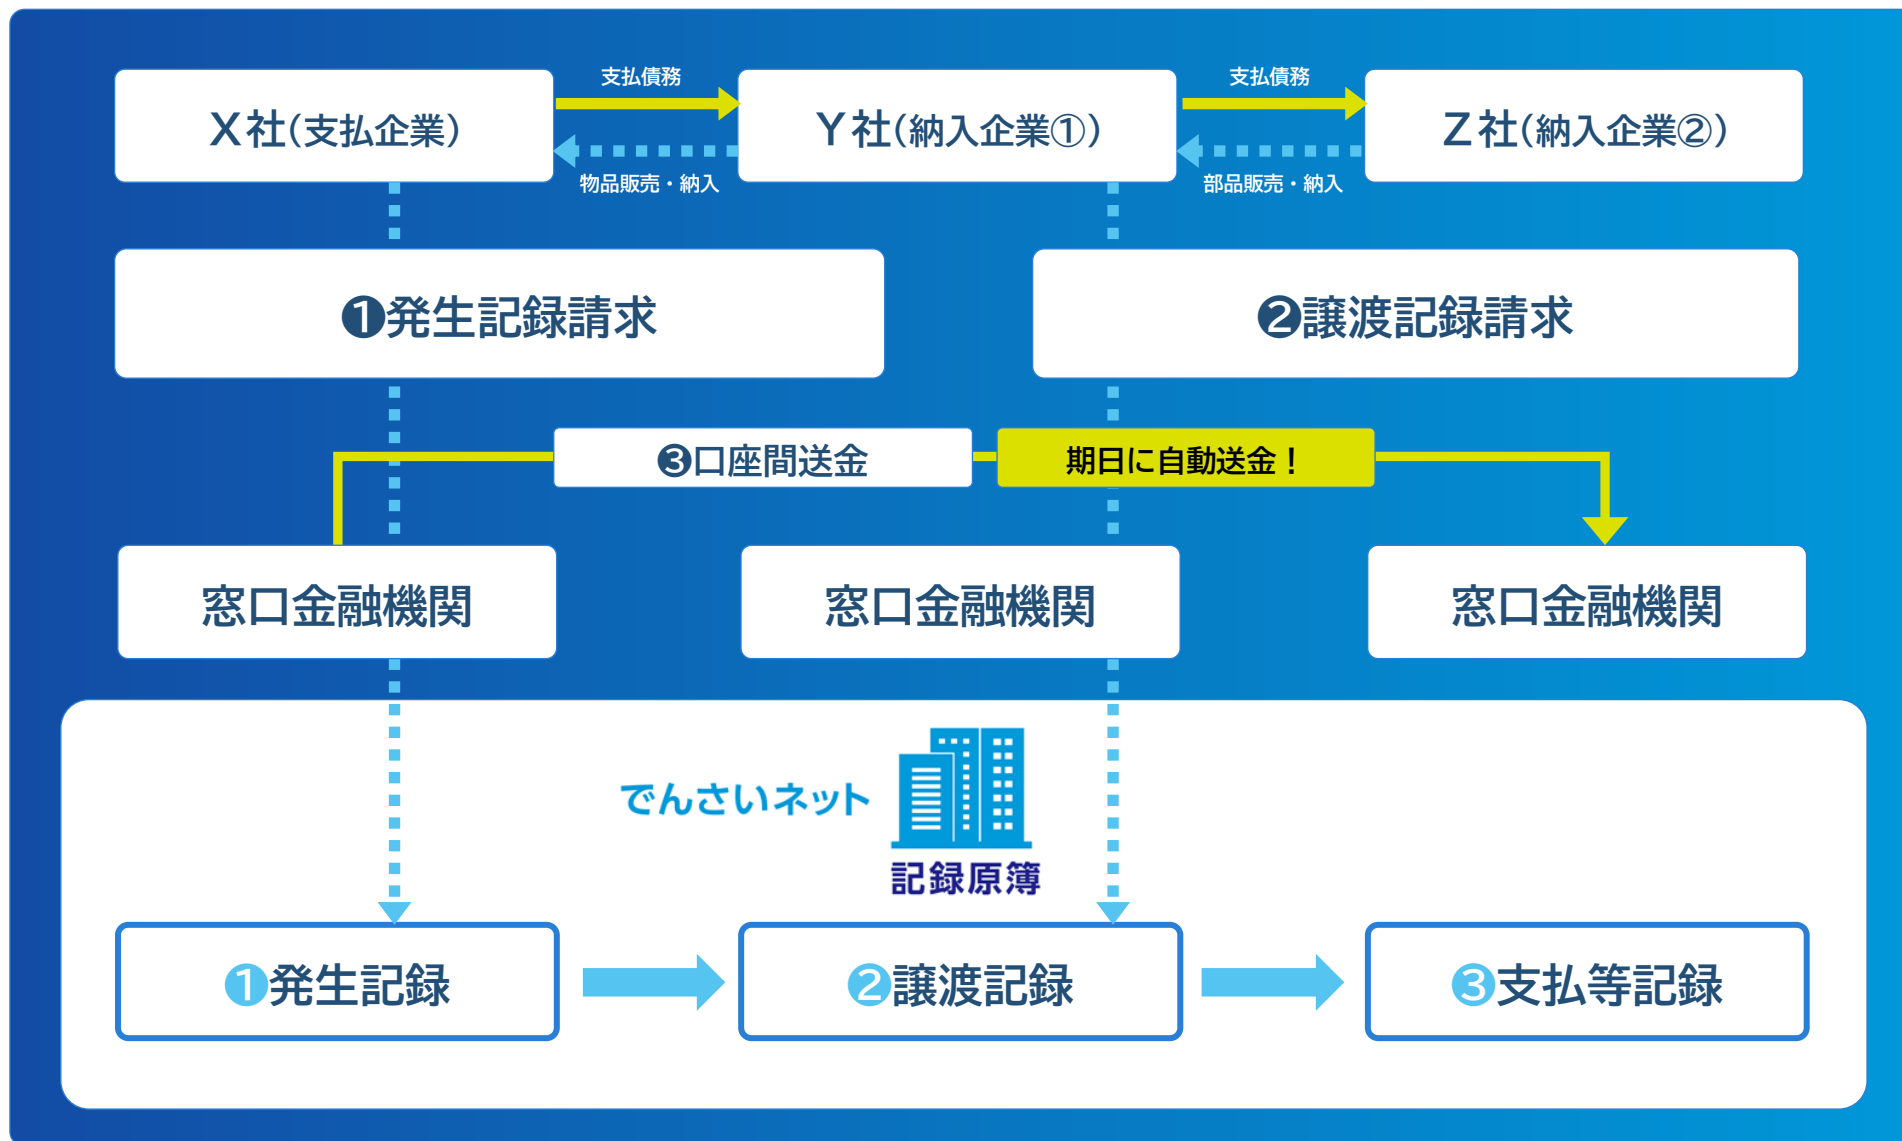 支払債務
支払債務
X社(支払企業)
Y社(納入企業①)
Z社(納入企業②)
物品販売・納入
部品販売・納入
❶発生記録請求
❷譲渡記録請求
❸口座間送金
期日に自動送金！
窓口金融機関
窓口金融機関
窓口金融機関
でんさいネット
記録原簿
❶発生記録
❷譲渡記録
❸支払等記録